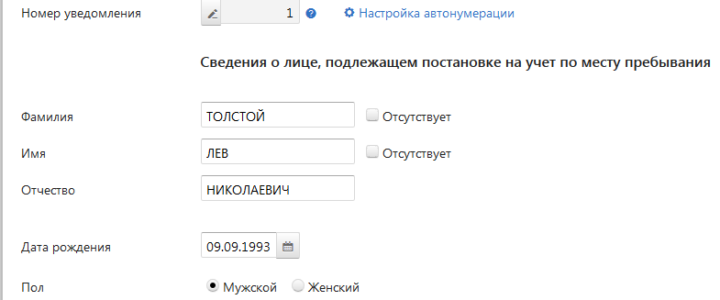 Номер уведомления 1 Настройка автонумерации
Сведения о лице, подлежащем постановке на учет по месту пребывания
Фамилия ТОЛСТОЙ Отсутствует
Имя ЛЕВ Отсутствует
Отчество НИКОЛАЕВИЧ
Дата рождения 09.09.1993
Пол Мужской Женский